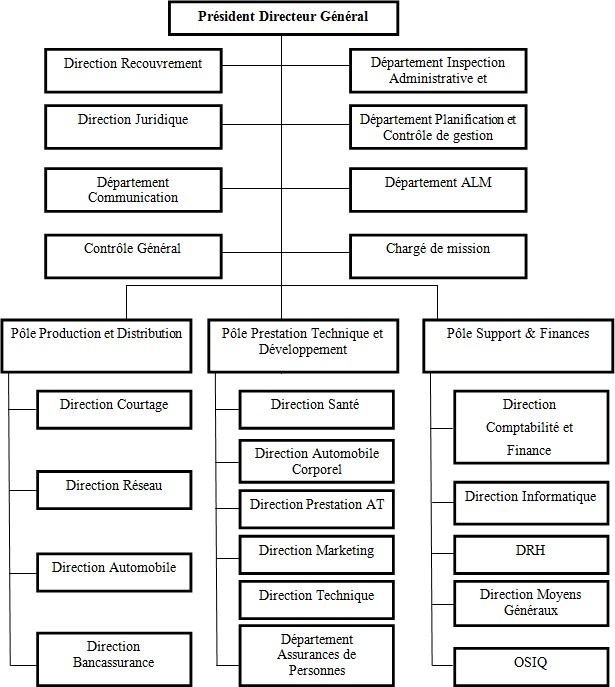 Président Directeur Général
Direction Recouvrement
Département Inspection
Administrative et
Direction Juridique
Département Planification et
Contrôle de gestion
Département
Communication
Département ALM
Contrôle Général
Chargé de mission
Pôle Production et Distribution
Direction Courtage
Direction Réseau
Direction Automobile
Direction
Bancassurance
Pôle Prestation Technique et
Développement
Direction Santé
Direction Automobile
Corporel
Direction Prestation AT
Direction Marketing
Direction Technique
Département
Assurances de
Personnes
Pôle Support & Finances
Direction
Comptabilité et
Finance
Direction Informatique
DRH
Direction Moyens
Généraux
OSIQ